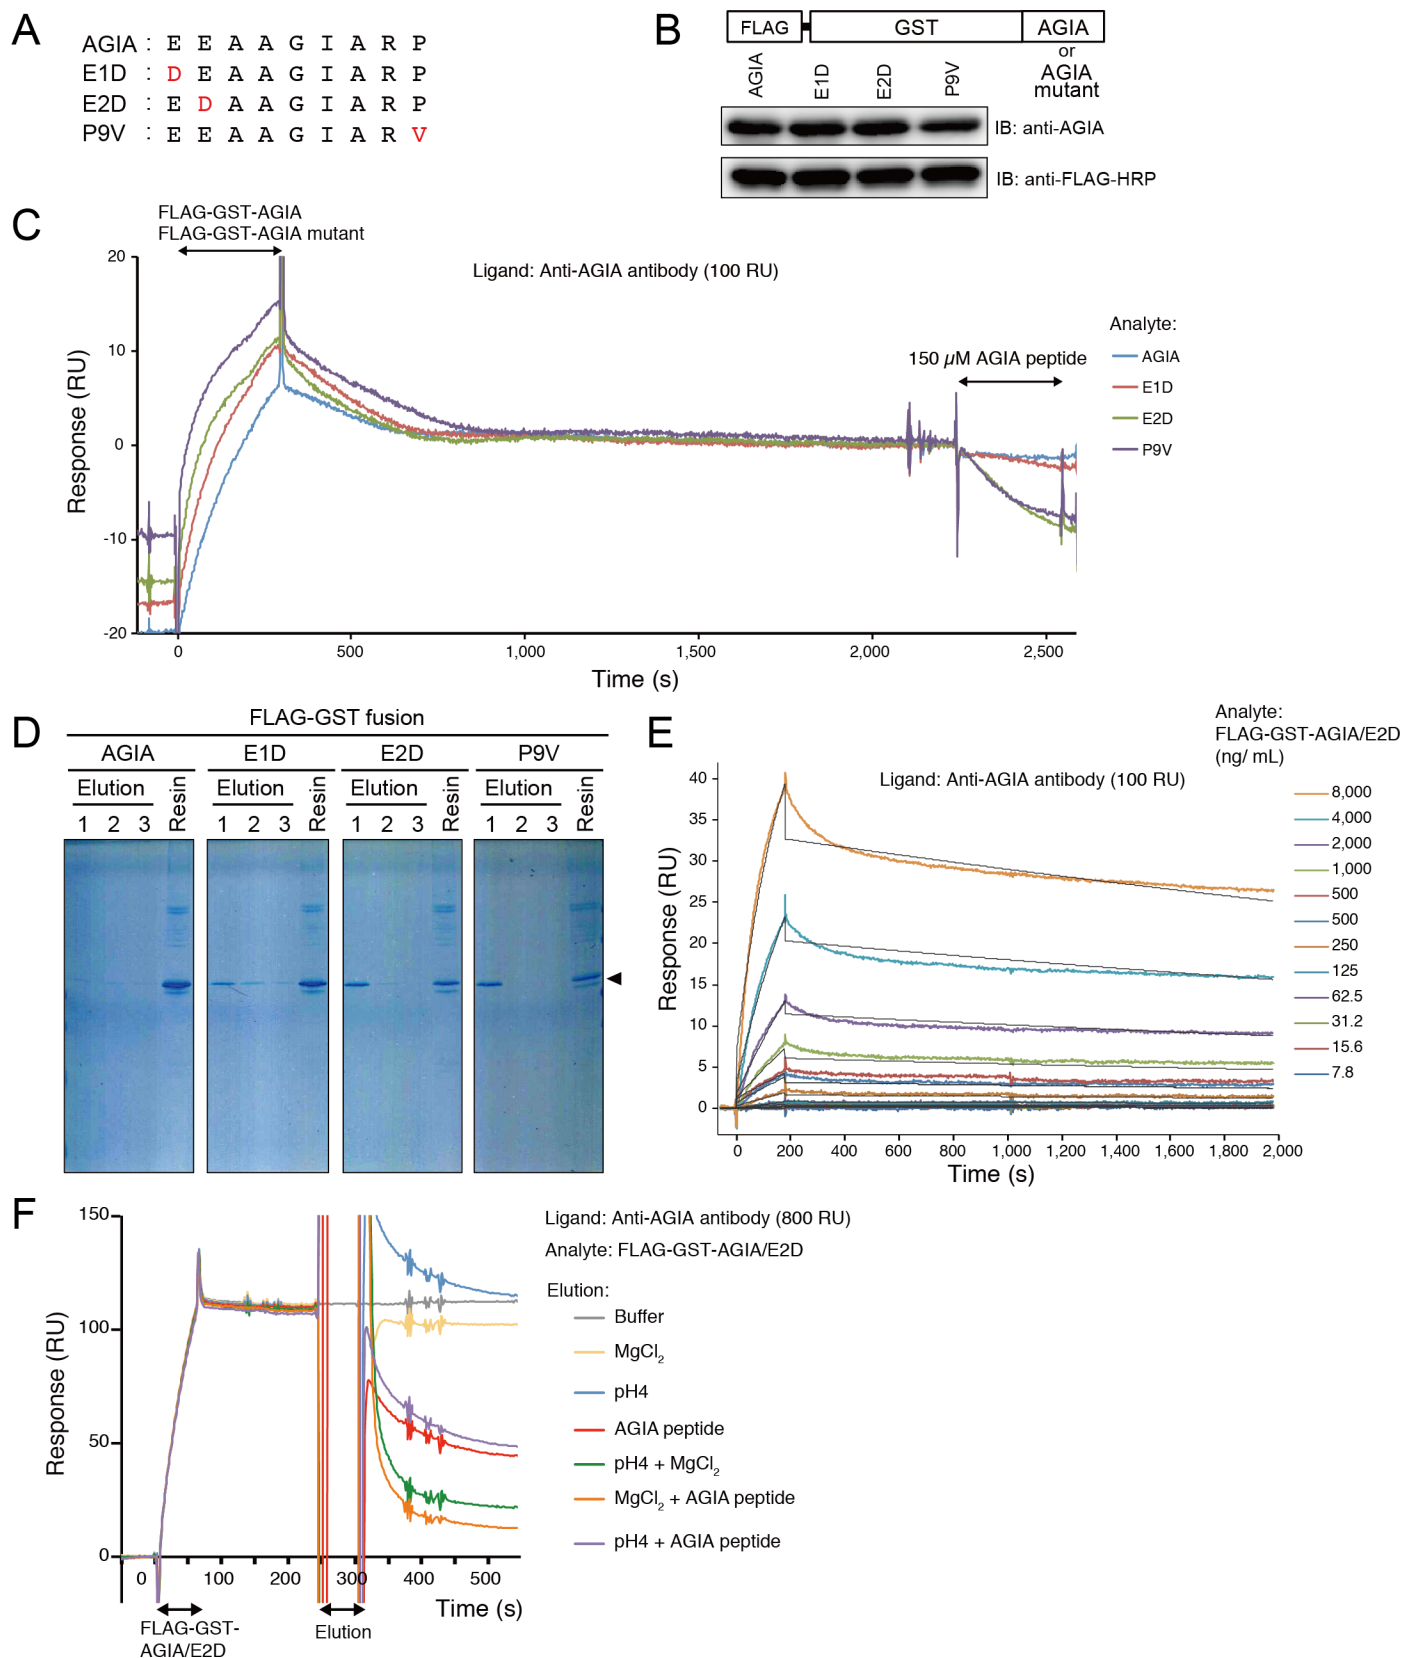 A
AGIA : E E A A G I A R P
E1D : D E A A G I A R P
E2D : E D A A G I A R P
P9V : E E A A G I A R V
B
FLAG GST AGIA
or
AGIA
mutant
AGIA E1D E2D P9V
IB: anti-AGIA
IB: anti-FLAG-HRP
C
FLAG-GST-AGIA
FLAG-GST-AGIA mutant
Ligand: Anti-AGIA antibody (100 RU)
150 µM AGIA peptide
Analyte:
AGIA
E1D
E2D
P9V
Response (RU)
20
10
0
-10
-20
0 500 1,000 1,500 2,000 2,500
Time (s)
D
FLAG-GST fusion
AGIA E1D E2D P9V
Elution Resin Elution Resin Elution Resin Elution Resin
1 2 3 1 2 3 1 2 3 1 2 3
E
Analyte:
FLAG-GST-AGIA/E2D
(ng/ mL)
Ligand: Anti-AGIA antibody (100 RU)
8,000
4,000
2,000
1,000
500
500
250
125
62.5
31.2
15.6
7.8
Response (RU)
40
35
30
25
20
15
10
5
0
0 200 400 600 800 1,000 1,200 1,400 1,600 1,800 2,000
Time (s)
F
Response (RU)
150
100
50
0
0 100 200 300 400 500
Time (s)
FLAG-GST-
AGIA/E2D
Elution
Ligand: Anti-AGIA antibody (800 RU)
Analyte: FLAG-GST-AGIA/E2D
Elution:
Buffer
MgCl2
pH4
AGIA peptide
pH4 + MgCl2
MgCl2 + AGIA peptide
pH4 + AGIA peptide